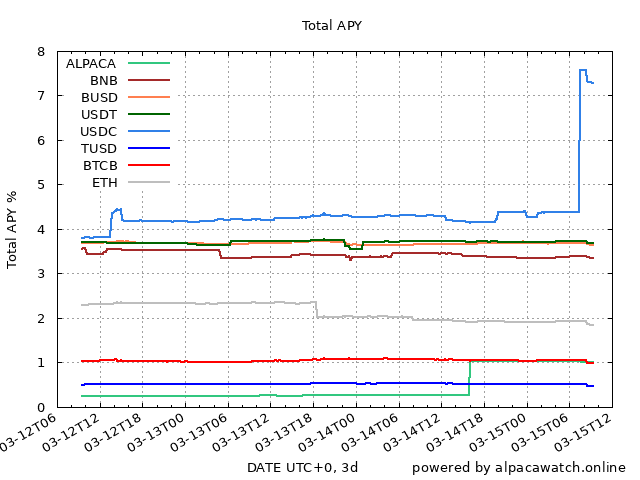 Total APY
8
7
6
5
4
3
2
1
0
Total APY %
ALPACA
BNB
BUSD
USDT
USDC
TUSD
BTCB
ETH
03-12T06
03-12T12
03-12T18
03-13T00
03-13T06
03-13T12
03-13T18
03-14T00
03-14T06
03-14T12
03-14T18
03-15T00
03-15T06
03-15T12
DATE UTC+0, 3d
powered by alpacawatch.online